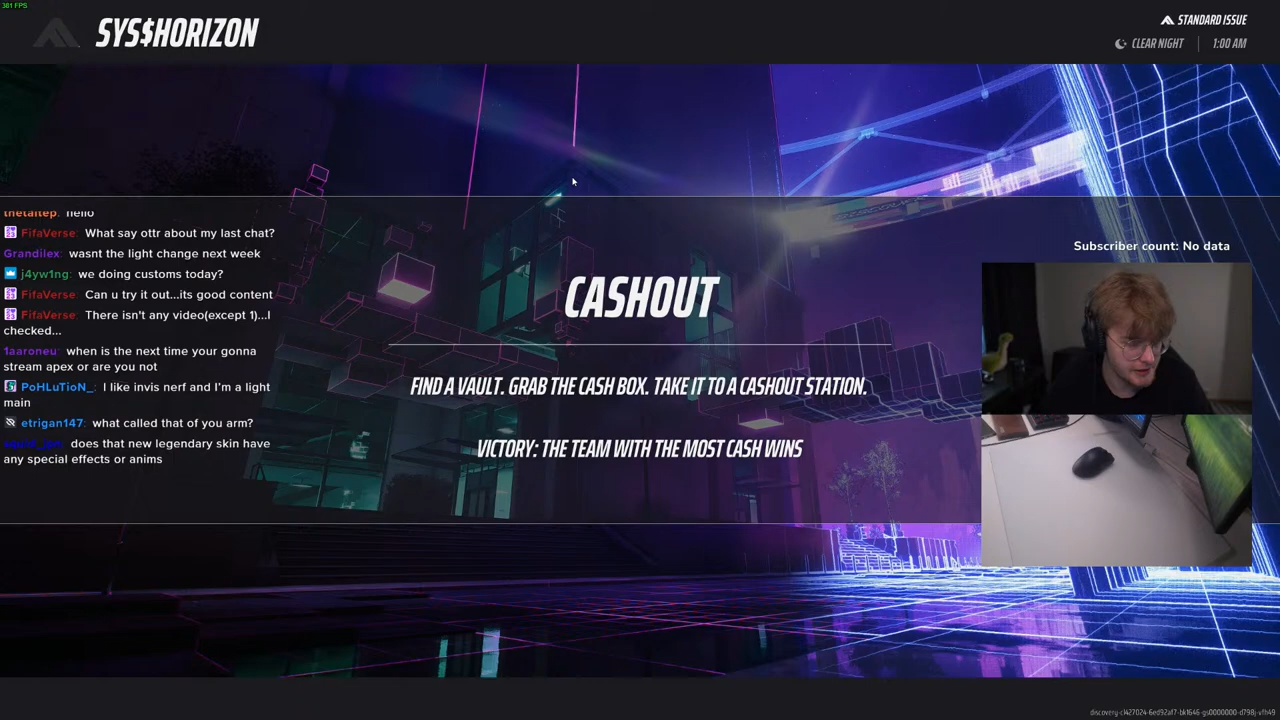 381 FPS
SYS$HORIZON
STANDARD ISSUE
CLEAR NIGHT
1:00 AM
thetaltep: hello
FifaVerse: What say ottr about my last chat?
Grandilex: wasnt the light change next week
j4yw1ng: we doing customs today?
FifaVerse: Can u try it out...its good content
FifaVerse: There isn't any video(except 1)...I
checked...
1aaroneu: when is the next time your gonna
stream apex or are you not
PoHLuTioN_: I like invis nerf and I'm a light
main
etrigan147: what called that of you arm?
does that new legendary skin have
any special effects or anims
CASHOUT
FIND A VAULT. GRAB THE CASH BOX. TAKE IT TO A CASHOUT STATION.
VICTORY: THE TEAM WITH THE MOST CASH WINS
Subscriber count: No data